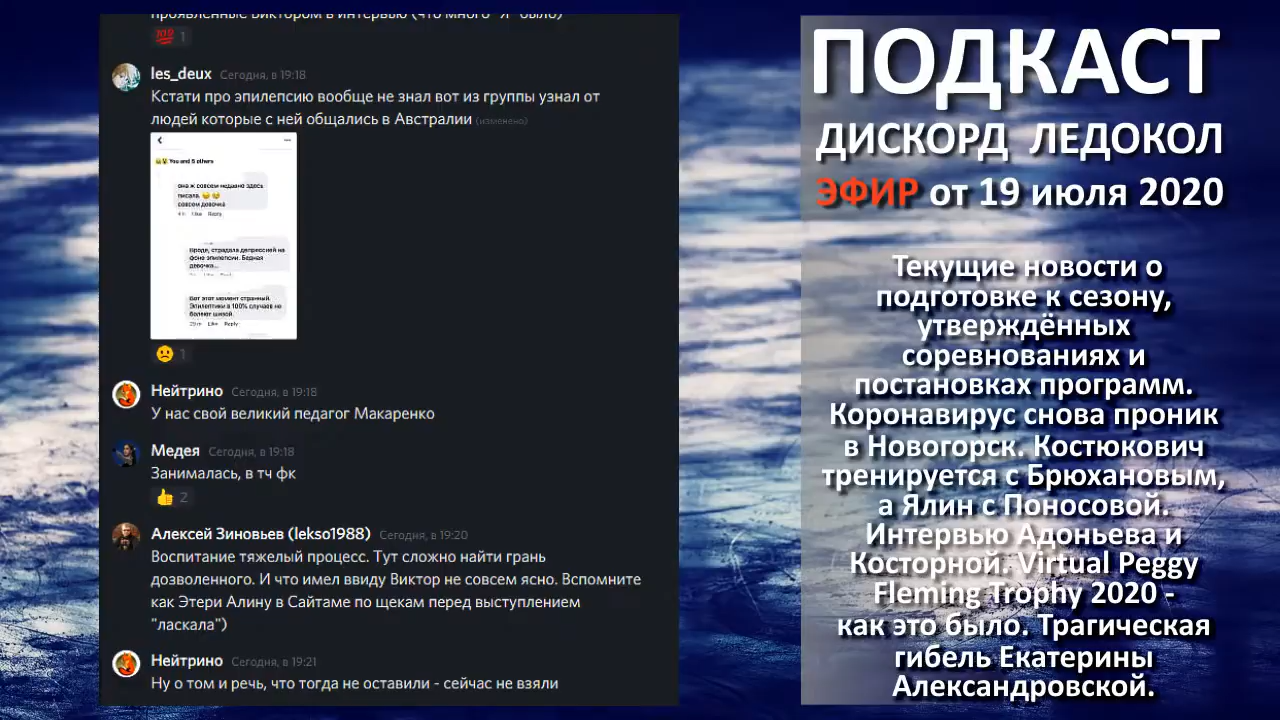 проявленные Виктором в интервью (что много "Я" было)
💯 1
les_deux Сегодня, в 19:18
Кстати про эпилепсию вообще не знал вот из группы узнал от
людей которые с ней общались в Австралии (изменено)
You and 5 others
она ж совсем недавно здесь
писала. 😢 😢
совсем девочка
4 h Like Reply
Вроде, страдала депрессией на
фоне эпилепсии. Бедная
девочка...
Вот этот момент странный.
Эпилептики в 100% случаев не
болеют шизой.
29 m Like Reply
🙁 1
Нейтрино Сегодня, в 19:18
У нас свой великий педагог Макаренко
Медея Сегодня, в 19:18
Занималась, в тч фк
👍 2
Алексей Зиновьев (lekso1988) Сегодня, в 19:20
Воспитание тяжелый процесс. Тут сложно найти грань
дозволенного. И что имел ввиду Виктор не совсем ясно. Вспомните
как Этери Алину в Сайтаме по щекам перед выступлением
"ласкала")
Нейтрино Сегодня, в 19:21
Ну о том и речь, что тогда не оставили - сейчас не взяли
ПОДКАСТ
ДИСКОРД ЛЕДОКОЛ
ЭФИР от 19 июля 2020
Текущие новости о
подготовке к сезону,
утверждённых
соревнованиях и
постановках программ.
Коронавирус снова проник
в Новогорск. Костюкович
тренируется с Брюхановым,
а Ялин с Поносовой.
Интервью Адоньева и
Косторной. Virtual Peggy
Fleming Trophy 2020 -
как это было. Трагическая
гибель Екатерины
Александровской.